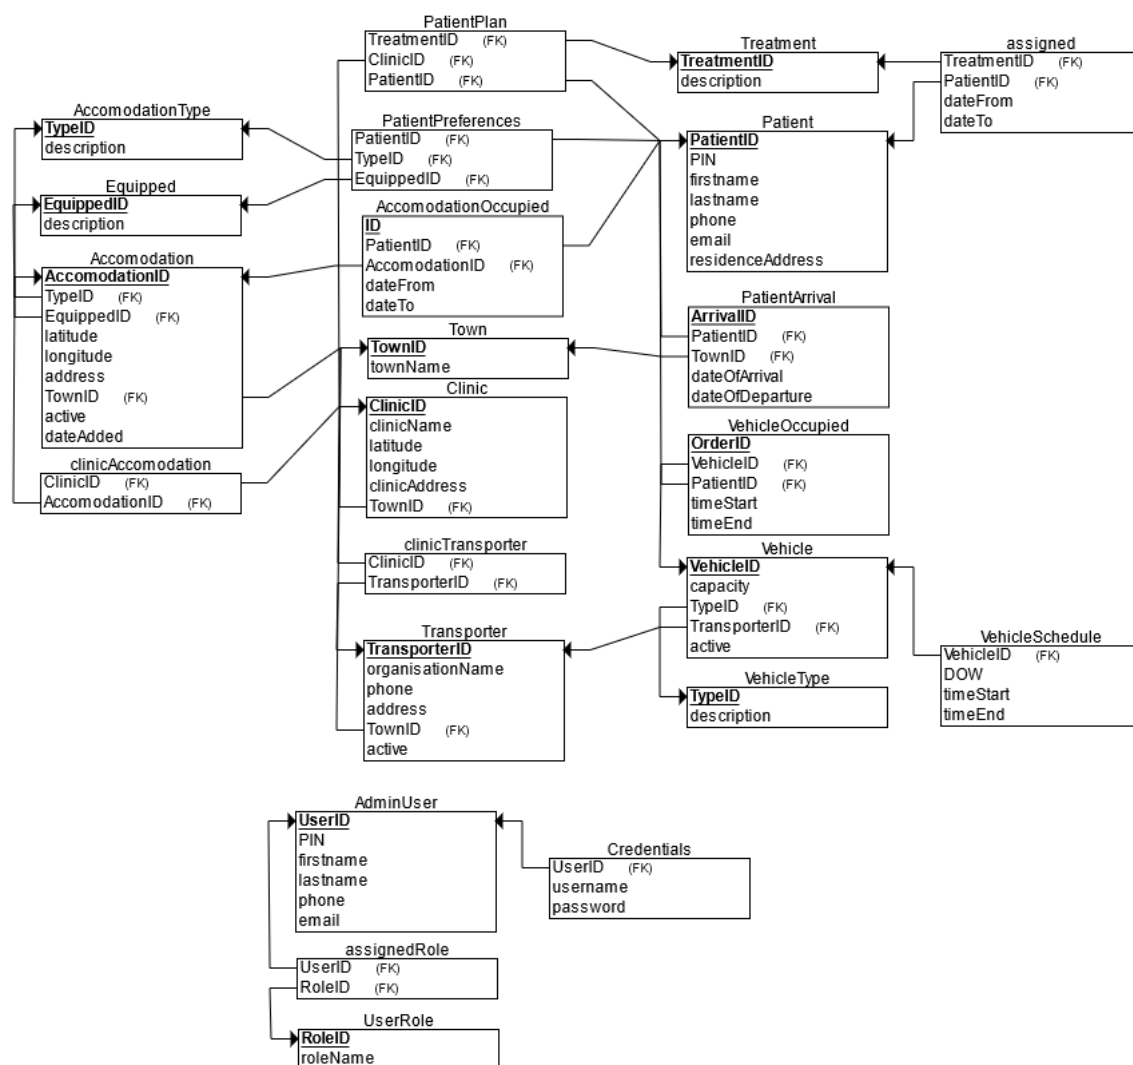 PatientPlan
TreatmentID (FK)
ClinicID (FK)
PatientID (FK)
Treatment
TreatmentID
description
assigned
TreatmentID (FK)
PatientID (FK)
dateFrom
dateTo
AccomodationType
TypeID
description
PatientPreferences
PatientID (FK)
TypeID (FK)
EquippedID (FK)
Patient
PatientID
PIN
firstname
lastname
phone
email
residenceAddress
Equipped
EquippedID
description
AccomodationOccupied
ID
PatientID (FK)
AccomodationID (FK)
dateFrom
dateTo
Accomodation
AccomodationID
TypeID (FK)
EquippedID (FK)
latitude
longitude
address
TownID (FK)
active
dateAdded
PatientArrival
ArrivalID
PatientID (FK)
TownID (FK)
dateOfArrival
dateOfDeparture
Town
TownID
townName
Clinic
ClinicID
clinicName
latitude
longitude
clinicAddress
TownID (FK)
VehicleOccupied
OrderID
VehicleID (FK)
PatientID (FK)
timeStart
timeEnd
clinicAccomodation
ClinicID (FK)
AccomodationID (FK)
clinicTransporter
ClinicID (FK)
TransporterID (FK)
Vehicle
VehicleID
capacity
TypeID (FK)
TransporterID (FK)
active
Transporter
TransporterID
organisationName
phone
address
TownID (FK)
active
VehicleSchedule
VehicleID (FK)
DOW
timeStart
timeEnd
VehicleType
TypeID
description
AdminUser
UserID
PIN
firstname
lastname
phone
email
Credentials
UserID (FK)
username
password
assignedRole
UserID (FK)
RoleID (FK)
UserRole
RoleID
roleName